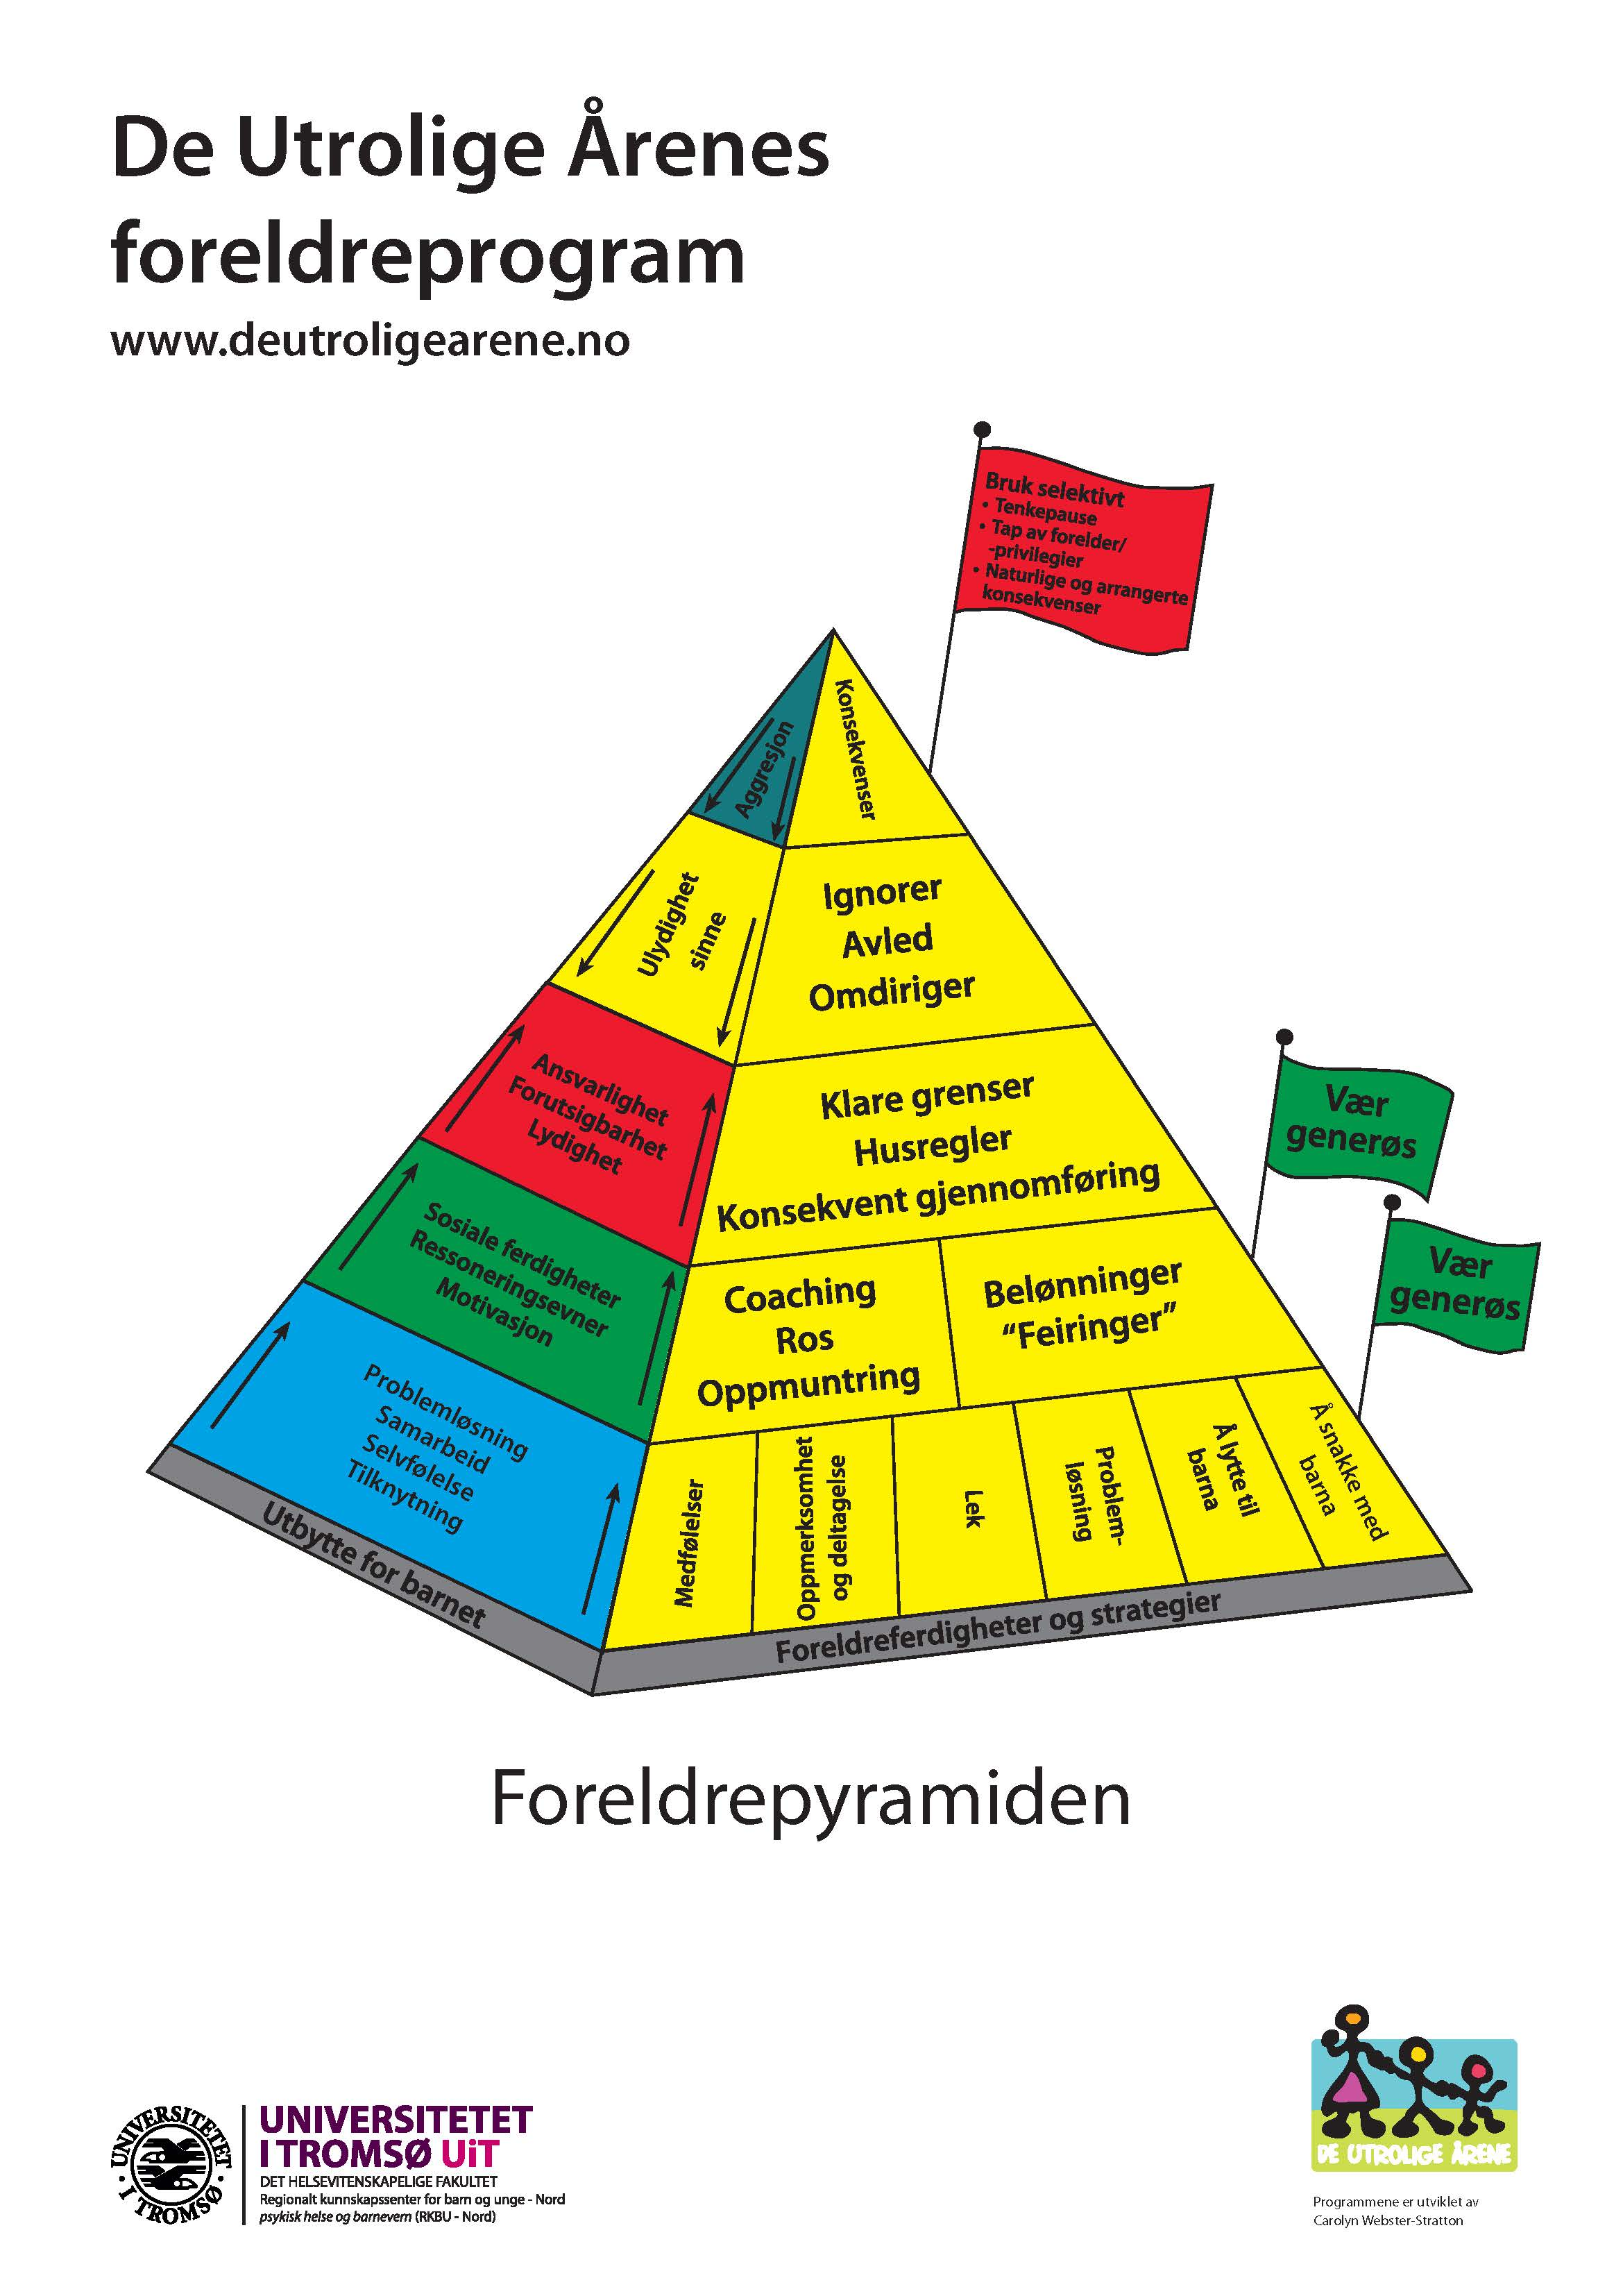 De Utrolige Årenes
foreldreprogram
www.deutroligearene.no
Bruk selektivt
• Tenkepause
• Tap av forelder/
-privilegier
• Naturlige og arrangerte
konsekvenser
Aggresjon
Konsekvenser
Ulydighet
sinne
Ignorer
Avled
Omdiriger
Ansvarlighet
Forutsigbarhet
Lydighet
Klare grenser
Husregler
Konsekvent gjennomføring
Vær
generøs
Vær
generøs
Sosiale ferdigheter
Ressoneringsevner
Motivasjon
Coaching
Ros
Oppmuntring
Belønninger
“Feiringer”
Problemløsning
Samarbeid
Selvfølelse
Tilknytning
Medfølelser
Oppmerksomhet
og deltagelse
Lek
Problem-
løsning
Å lytte til
barna
Å snakke med
barna
Utbytte for barnet
Foreldreferdigheter og strategier
Foreldrepyramiden
UNIVERSITETET
I TROMSØ
UNIVERSITETET
I TROMSØ UiT
DET HELSEVITENSKAPELIGE FAKULTET
Regionalt kunnskapssenter for barn og unge - Nord
psykisk helse og barnevern (RKBU - Nord)
DE UTROLIGE ÅRENE
Programmene er utviklet av
Carolyn Webster-Stratton